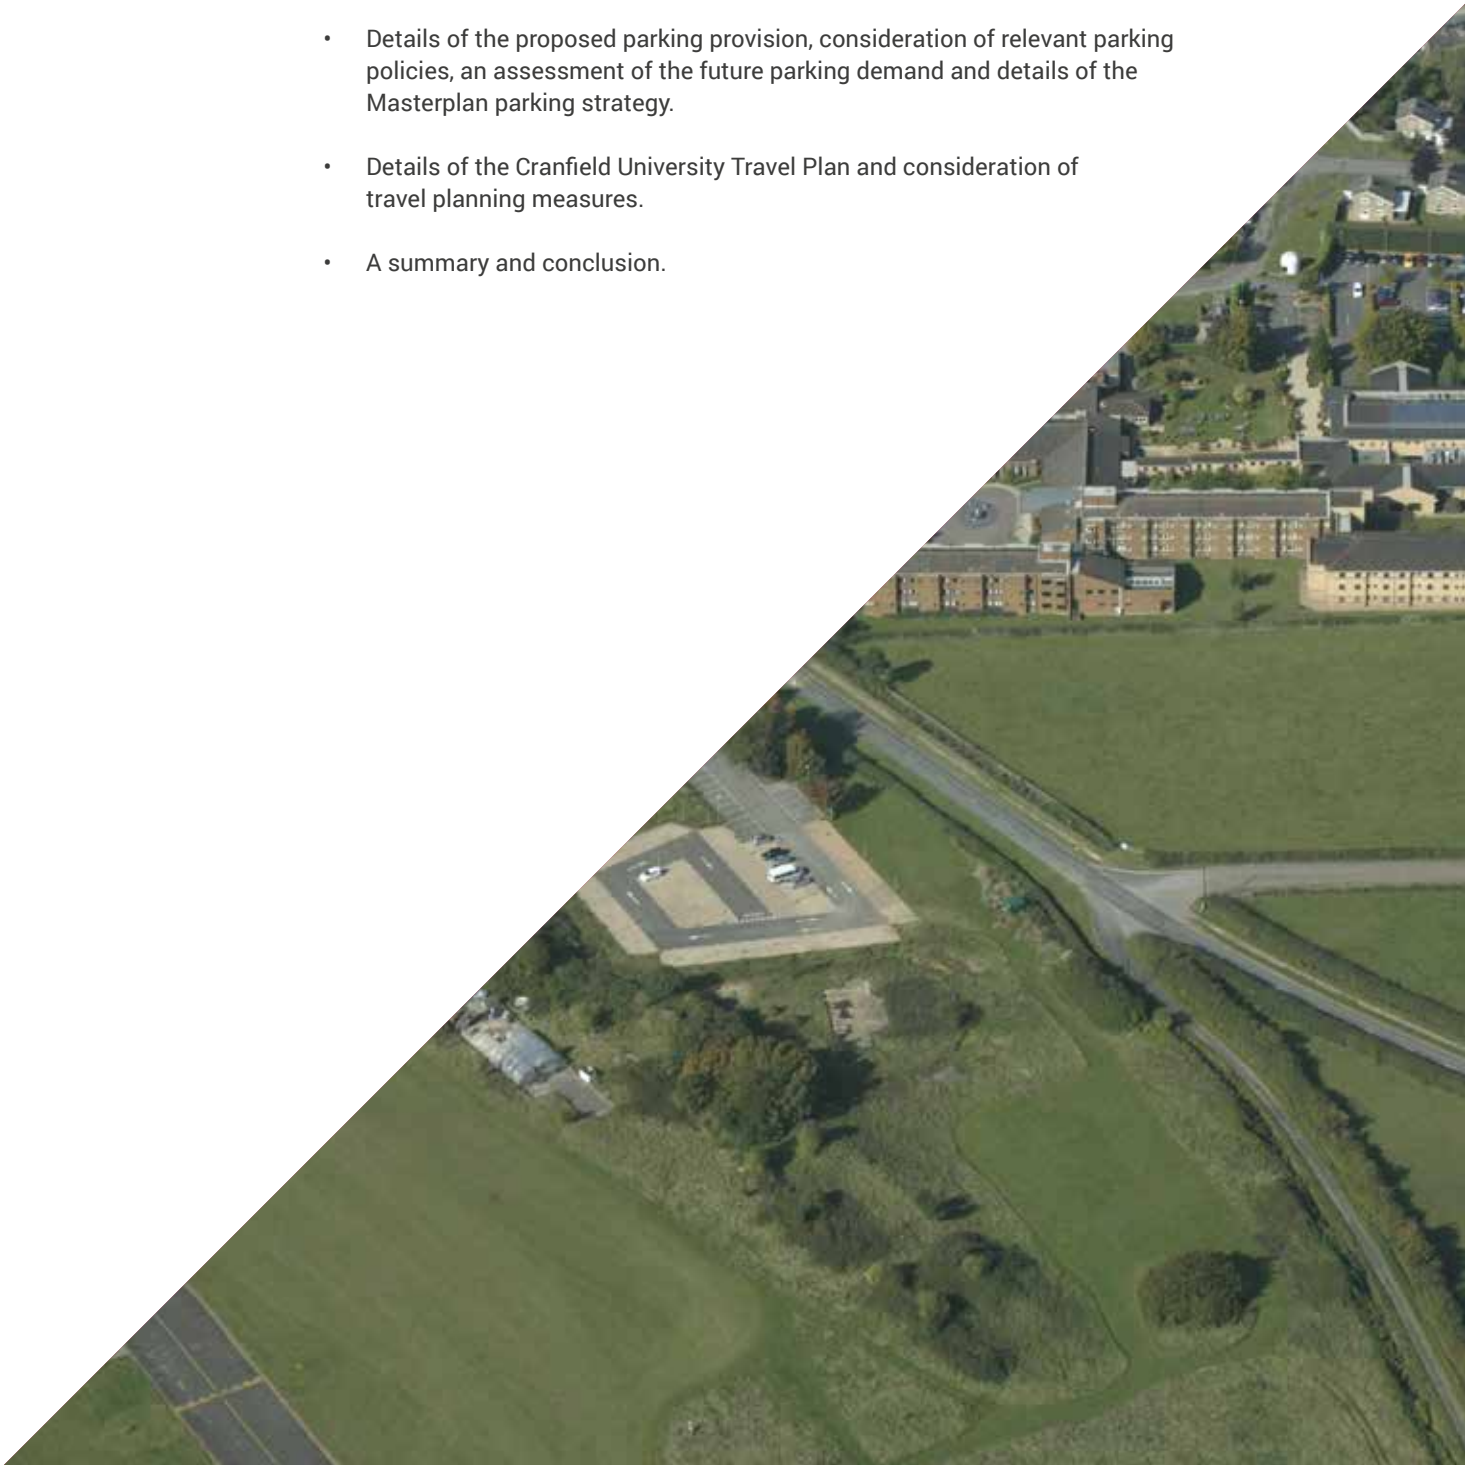 • Details of the proposed parking provision, consideration of relevant parking
policies, an assessment of the future parking demand and details of the
Masterplan parking strategy.
• Details of the Cranfield University Travel Plan and consideration of
travel planning measures.
• A summary and conclusion.